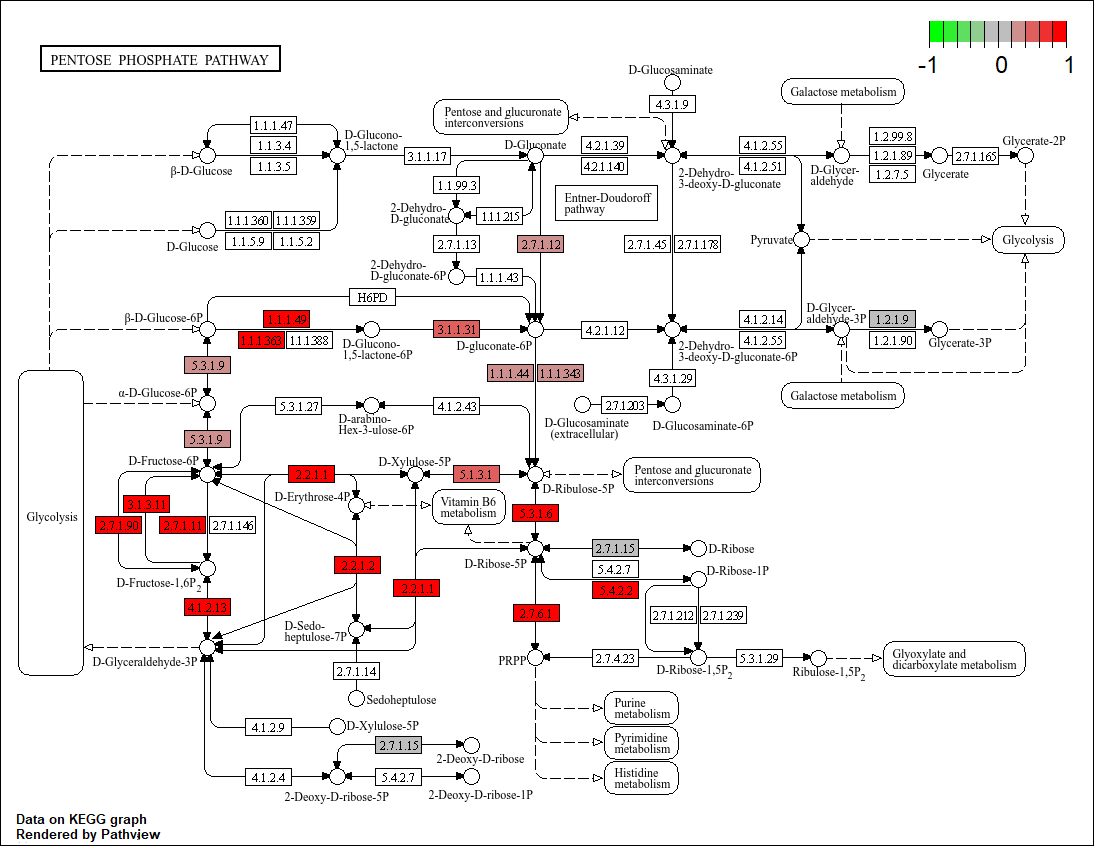 PENTOSE PHOSPHATE PATHWAY
-1 0 1
D-Glucosaminate
4.3.1.9
Galactose metabolism
Pentose and glucuronate
interconversions
1.1.1.47
1.1.3.4
1.1.3.5
β-D-Glucose
D-Glucono-
1,5-lactone
3.1.1.17
D-Gluconate
4.2.1.39
4.2.1.140
2-Dehydro-
3-deoxy-D-gluconate
4.1.2.55
4.1.2.51
D-Glycer-
aldehyde
1.2.99.8
1.2.1.89
1.2.7.5
Glycerate
2.7.1.165
Glycerate-2P
1.1.99.3
2-Dehydro-
D-gluconate
1.1.1.215
Entner-Doudoroff
pathway
1.1.1.360
1.1.1.359
1.1.5.9
1.1.5.2
D-Glucose
2.7.1.13
2.7.1.12
2.7.1.45
2.7.1.178
Pyruvate
Glycolysis
2-Dehydro-
D-gluconate-6P
1.1.1.43
H6PD
β-D-Glucose-6P
1.1.1.49
1.1.1.363
1.1.1.388
D-Glucono-
1,5-lactone-6P
3.1.1.31
D-gluconate-6P
4.2.1.12
2-Dehydro-
3-deoxy-D-gluconate-6P
4.1.2.14
4.1.2.55
D-Glycer-
aldehyde-3P
1.2.1.9
1.2.1.90
Glycerate-3P
5.3.1.9
1.1.1.44
1.1.1.343
4.3.1.29
Galactose metabolism
α-D-Glucose-6P
5.3.1.27
D-arabino-
Hex-3-ulose-6P
4.1.2.43
D-Glucosaminate
(extracellular)
2.7.1.203
D-Glucosaminate-6P
5.3.1.9
D-Fructose-6P
2.2.1.1
D-Xylulose-5P
5.1.3.1
D-Ribulose-5P
Pentose and glucuronate
interconversions
Glycolysis
3.1.3.11
2.7.1.90
2.7.1.11
2.7.1.146
D-Erythrose-4P
Vitamin B6
metabolism
5.3.1.6
D-Ribose-5P
2.7.1.15
D-Ribose
5.4.2.7
5.4.2.2
D-Ribose-1P
D-Fructose-1,6P2
2.2.1.2
2.2.1.1
4.1.2.13
2.7.6.1
2.7.1.212
2.7.1.239
D-Sedo-
heptulose-7P
D-Glyceraldehyde-3P
PRPP
2.7.4.23
D-Ribose-1,5P2
5.3.1.29
Ribulose-1,5P2
Glyoxylate and
dicarboxylate metabolism
2.7.1.14
Sedoheptulose
4.1.2.9
D-Xylulose-5P
Purine
metabolism
Pyrimidine
metabolism
Histidine
metabolism
2.7.1.15
2-Deoxy-D-ribose
4.1.2.4
2-Deoxy-D-ribose-5P
5.4.2.7
2-Deoxy-D-ribose-1P
Data on KEGG graph
Rendered by Pathview